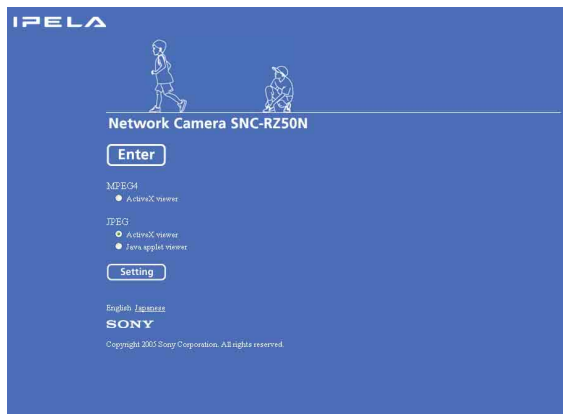 IPELA
Network Camera SNC-RZ50N
Enter
MPEG4
ActiveX viewer
JPEG
ActiveX viewer
Java applet viewer
Setting
English Japanese
SONY
Copyright 2005 Sony Corporation. All rights reserved.